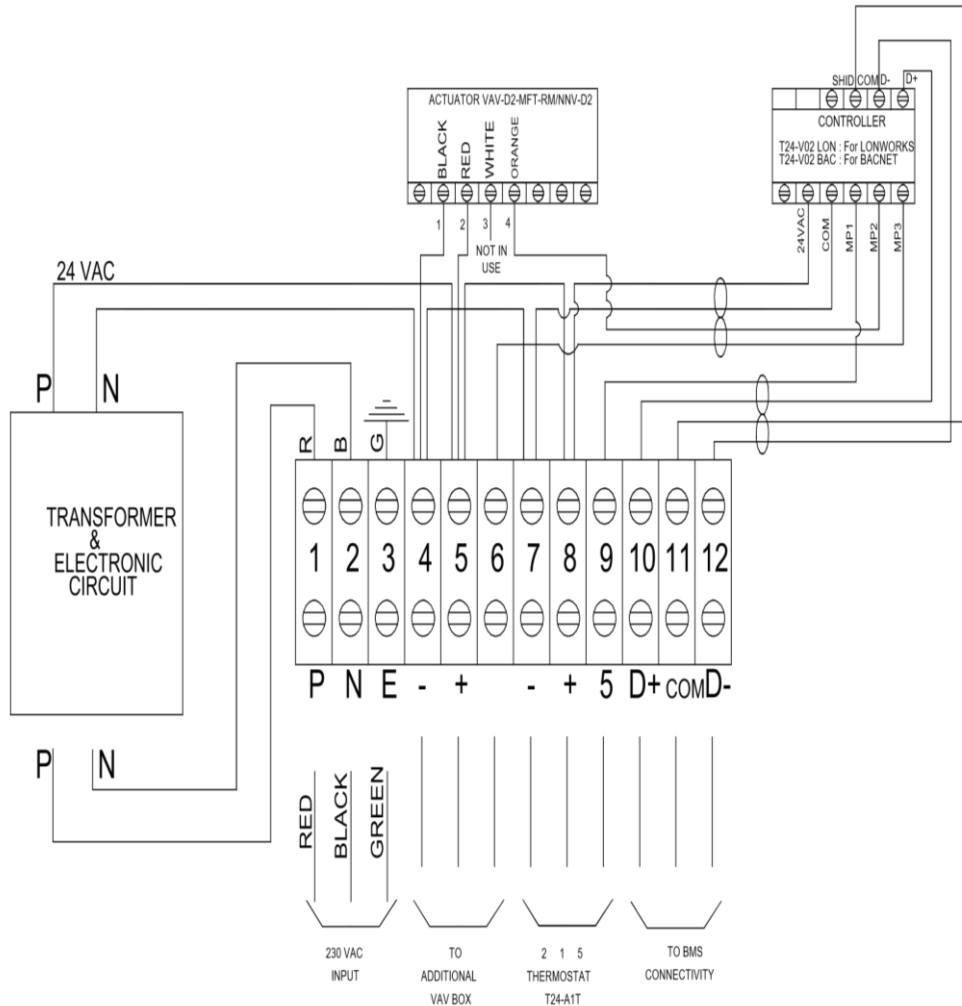 SHID COM D- D+
ACTUATOR VAV-D2-MFT-RM/NNV-D2
BLACK
RED
WHITE
ORANGE
CONTROLLER
T24-V02 LON : For LONWORKS
T24-V02 BAC : For BACNET
1
2
3
4
NOT IN
USE
24VAC
COM
MP1
MP2
MP3
24 VAC
P N
R
B
G
TRANSFORMER
&
ELECTRONIC
CIRCUIT
1 2 3 4 5 6 7 8 9 10 11 12
P N E - + - + 5 D+ COM D-
P N
RED
BLACK
GREEN
230 VAC
INPUT
TO
ADDITIONAL
VAV BOX
2 1 5
THERMOSTAT
T24-A1T
TO BMS
CONNECTIVITY